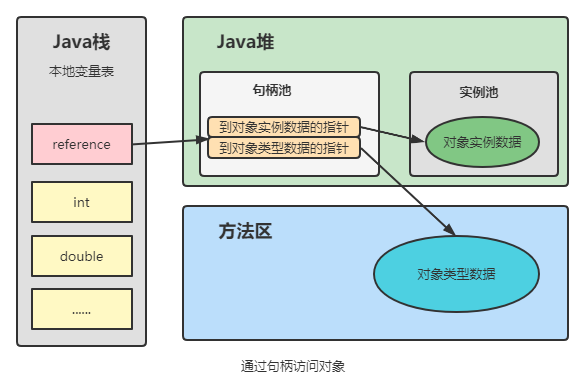 Java栈
本地变量表
reference
int
double
......
Java堆
句柄池
到对象实例数据的指针
到对象类型数据的指针
实例池
对象实例数据
方法区
对象类型数据
通过句柄访问对象